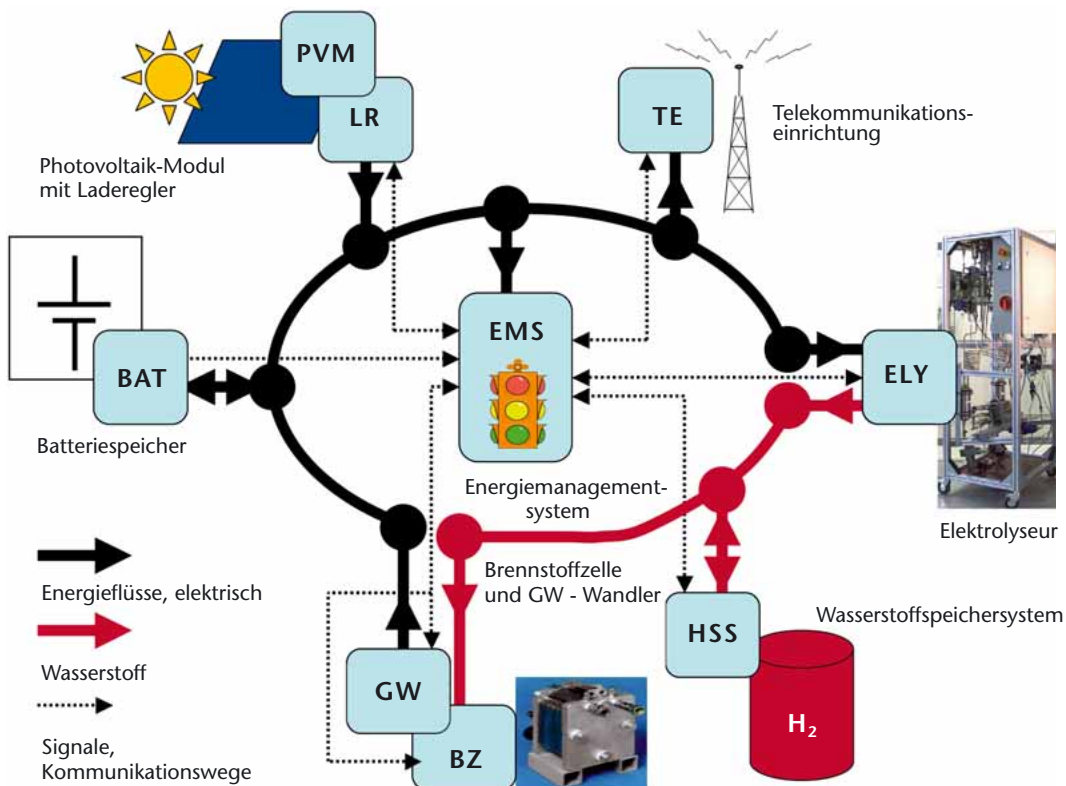 PVM
LR
Photovoltaik-Modul
mit Laderegler
TE
Telekommunikations-
einrichtung
BAT
Batteriespeicher
EMS
Energiemanagement-
system
ELY
Elektrolyseur
Energieflüsse, elektrisch
Wasserstoff
Signale,
Kommunikationswege
Brennstoffzelle
und GW - Wandler
GW
BZ
HSS
Wasserstoffspeichersystem
H₂